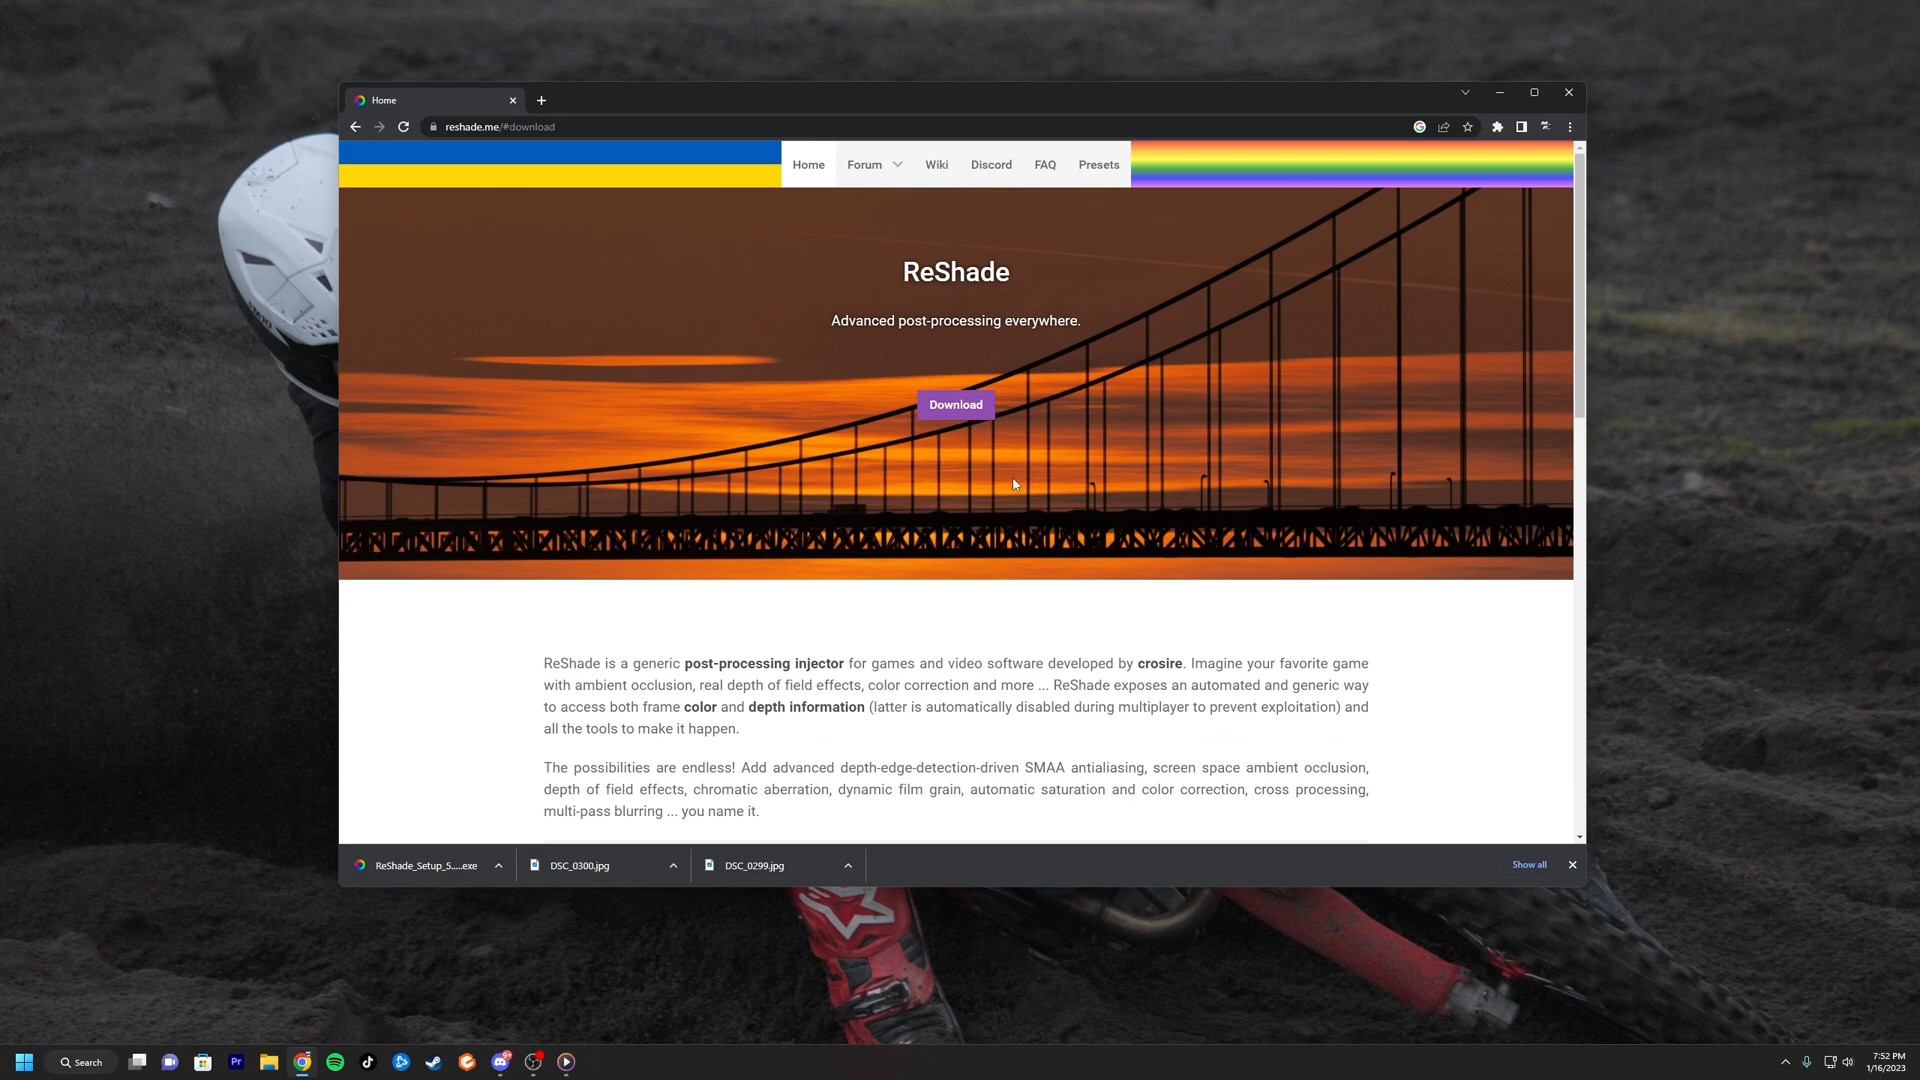 Home
reshade.me/#download
Home Forum Wiki Discord FAQ Presets
ReShade
Advanced post-processing everywhere.
Download
ReShade is a generic post-processing injector for games and video software developed by crosire. Imagine your favorite game
with ambient occlusion, real depth of field effects, color correction and more ... ReShade exposes an automated and generic way
to access both frame color and depth information (latter is automatically disabled during multiplayer to prevent exploitation) and
all the tools to make it happen.
The possibilities are endless! Add advanced depth-edge-detection-driven SMAA antialiasing, screen space ambient occlusion,
depth of field effects, chromatic aberration, dynamic film grain, automatic saturation and color correction, cross processing,
multi-pass blurring ... you name it.
ReShade_Setup_5.....exe DSC_0300.jpg DSC_0299.jpg Show all
Search Pr 9+ 7:52 PM
1/16/2023